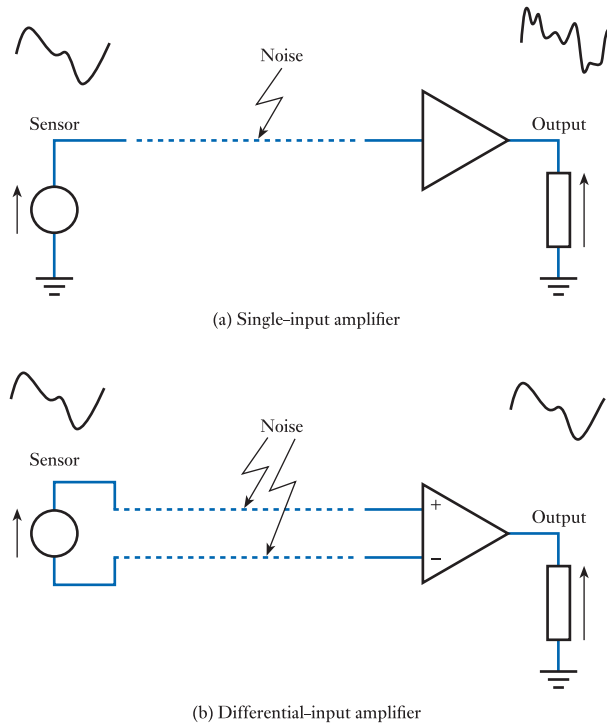 Noise
Sensor
Output
(a) Single–input amplifier
Noise
Sensor
+
Output
–
(b) Differential–input amplifier